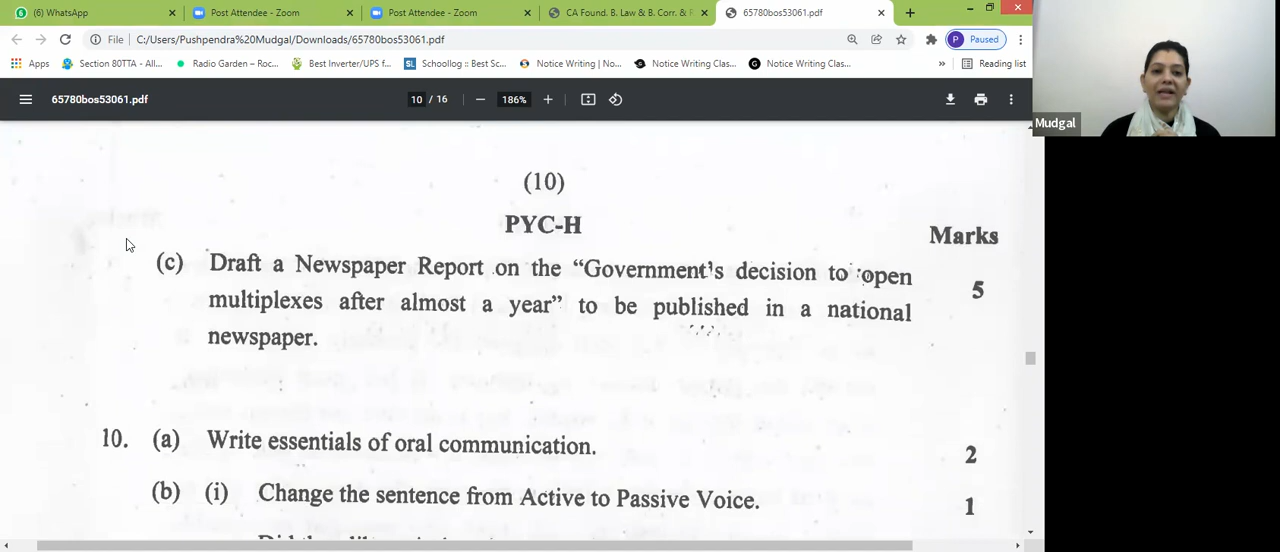 (6) WhatsApp
Post Attendee - Zoom
Post Attendee - Zoom
CA Found. B. Law & B. Corr. & R
65780bos53061.pdf
File
C:/Users/Pushpendra%20Mudgal/Downloads/65780bos53061.pdf
P Paused
Apps
Section 80TTA - All...
Radio Garden – Roc...
Best Inverter/UPS f...
SL Schoollog :: Best Sc...
Notice Writing | No...
Notice Writing Clas...
G Notice Writing Clas...
»
Reading list
65780bos53061.pdf
10 / 16
186%
Mudgal
(10)
PYC-H
Marks
(c) Draft a Newspaper Report on the “Government's decision to open
multiplexes after almost a year” to be published in a national
newspaper.
5
10. (a) Write essentials of oral communication.
2
(b) (i) Change the sentence from Active to Passive Voice.
1